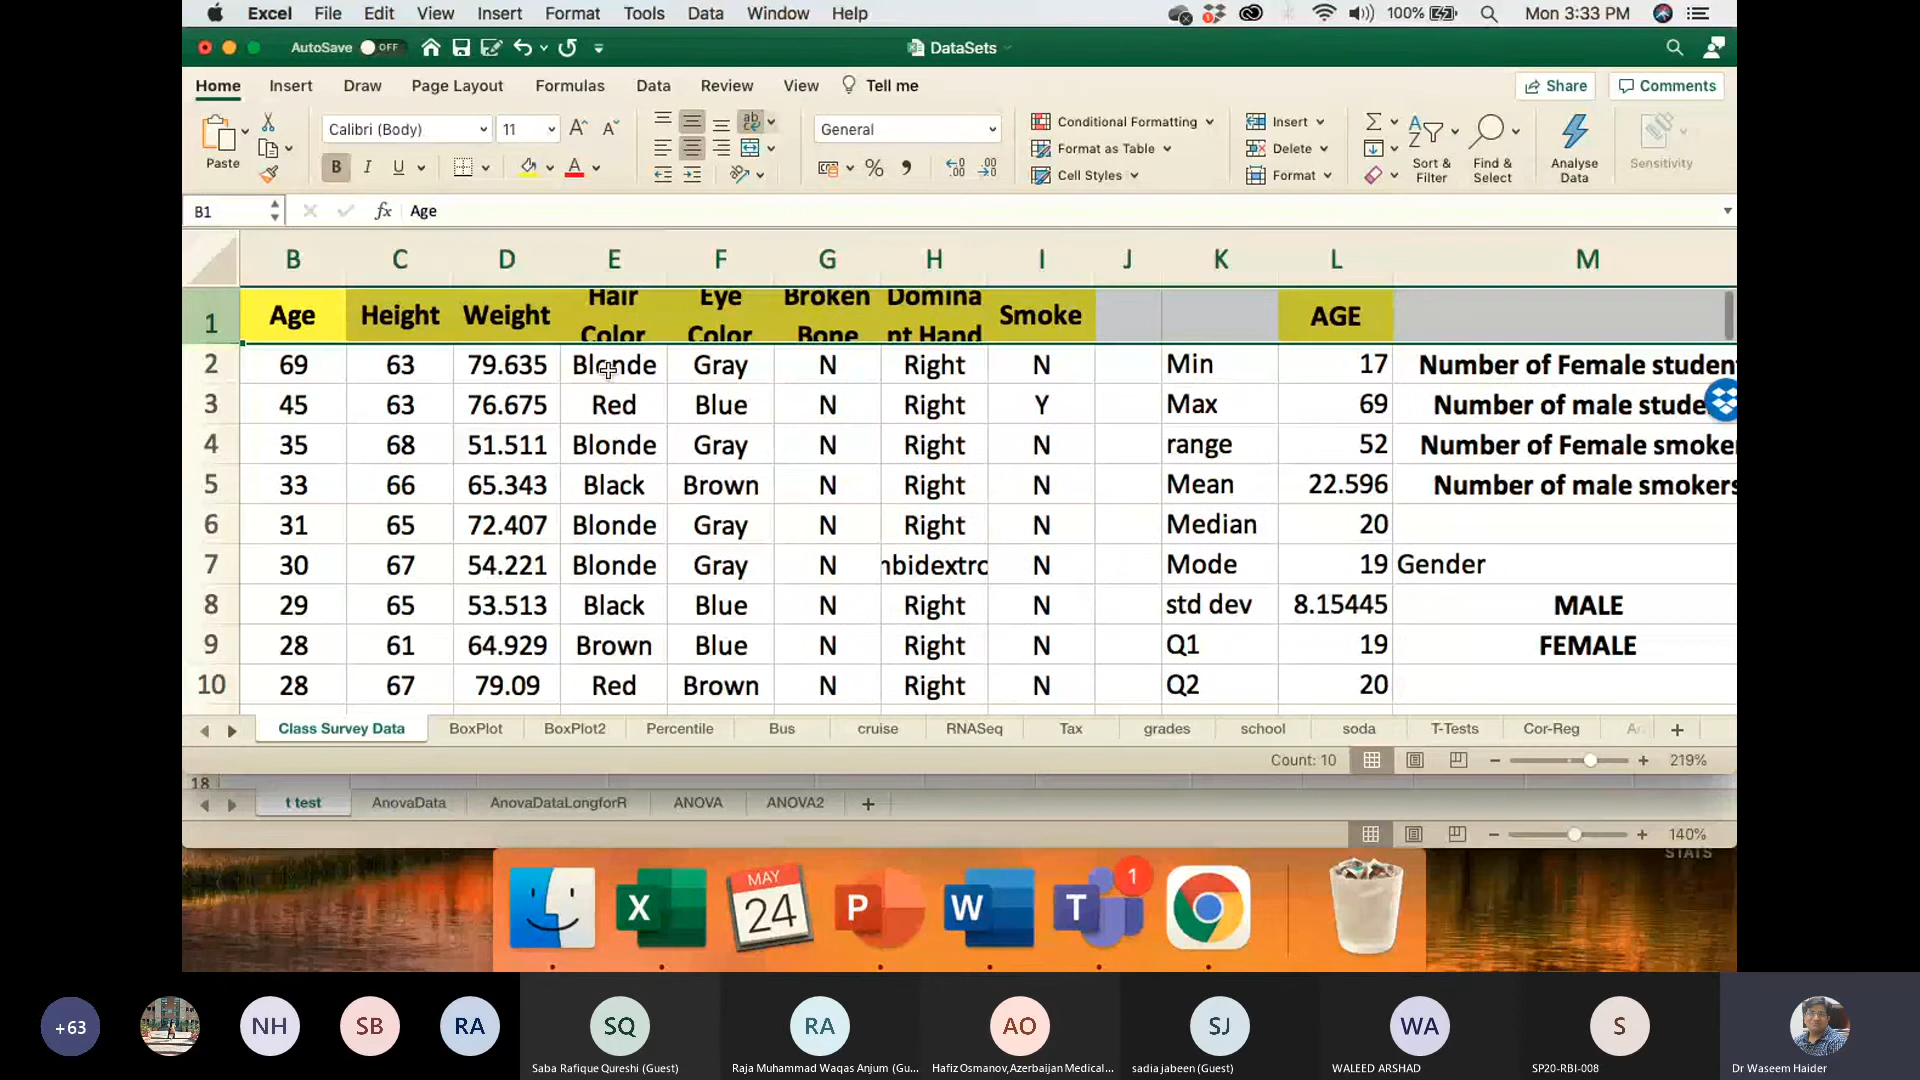 Excel File Edit View Insert Format Tools Data Window Help 1 100% Mon 3:33 PM
AutoSave OFF DataSets
Home Insert Draw Page Layout Formulas Data Review View Tell me Share Comments
Paste Calibri (Body) 11 A A ab General Conditional Formatting Insert
B I U A % Format as Table Delete
Cell Styles Format
Sort & Filter Find & Select Analyse Data Sensitivity
B1 fx Age
B C D E F G H I J K L M
1 Age Height Weight Hair Color Eye Color Broken Bone Domina nt Hand Smoke AGE
2 69 63 79.635 Blonde Gray N Right N Min 17 Number of Female student
3 45 63 76.675 Red Blue N Right Y Max 69 Number of male stude
4 35 68 51.511 Blonde Gray N Right N range 52 Number of Female smoke
5 33 66 65.343 Black Brown N Right N Mean 22.596 Number of male smokers
6 31 65 72.407 Blonde Gray N Right N Median 20
7 30 67 54.221 Blonde Gray N nbidextro N Mode 19 Gender
8 29 65 53.513 Black Blue N Right N std dev 8.15445 MALE
9 28 61 64.929 Brown Blue N Right N Q1 19 FEMALE
10 28 67 79.09 Red Brown N Right N Q2 20
Class Survey Data BoxPlot BoxPlot2 Percentile Bus cruise RNASeq Tax grades school soda T-Tests Cor-Reg
Count: 10 219%
18
t test AnovaData AnovaDataLongforR ANOVA ANOVA2
140%
STATS
X MAY 24 P W T 1
+63 NH SB RA SQ RA AO SJ WA S
Saba Rafique Qureshi (Guest) Raja Muhammad Waqas Anjum (Gu... Hafiz Osmanov,Azerbaijan Medical... sadia jabeen (Guest) WALEED ARSHAD SP20-RBI-008 Dr Waseem Haider